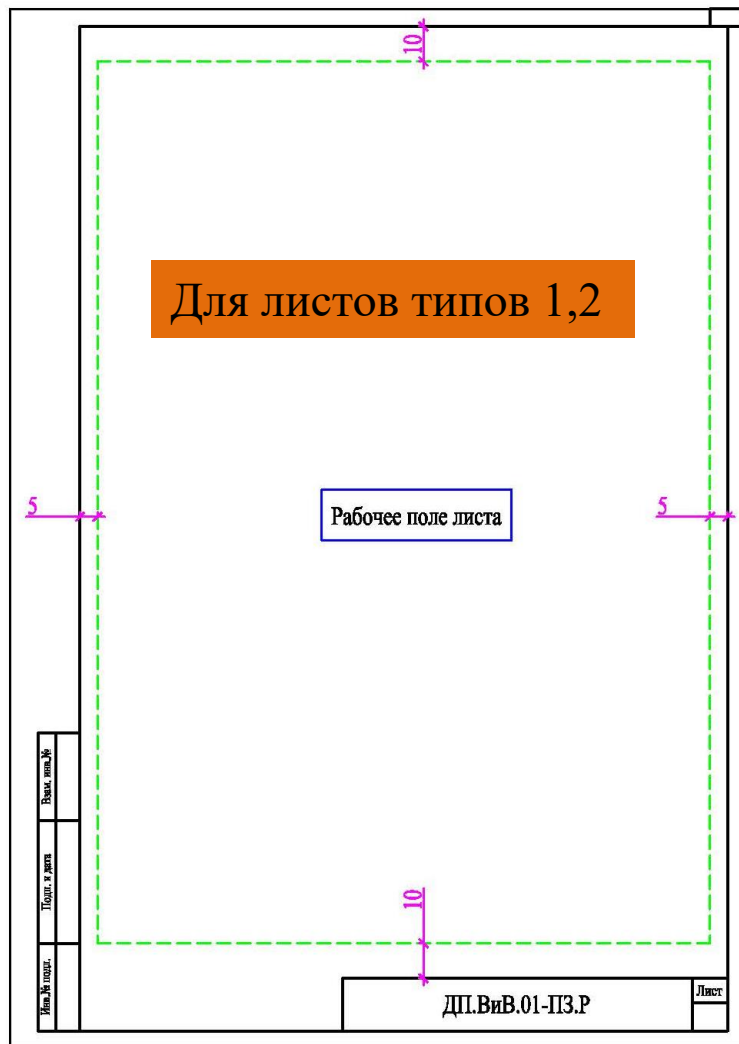 10
Для листов типов 1,2
5
Рабочее поле листа
5
Взам. инв.№
Подп. и дата
Инв.№ подл.
10
ДП.ВиВ.01-ПЗ.Р
Лист